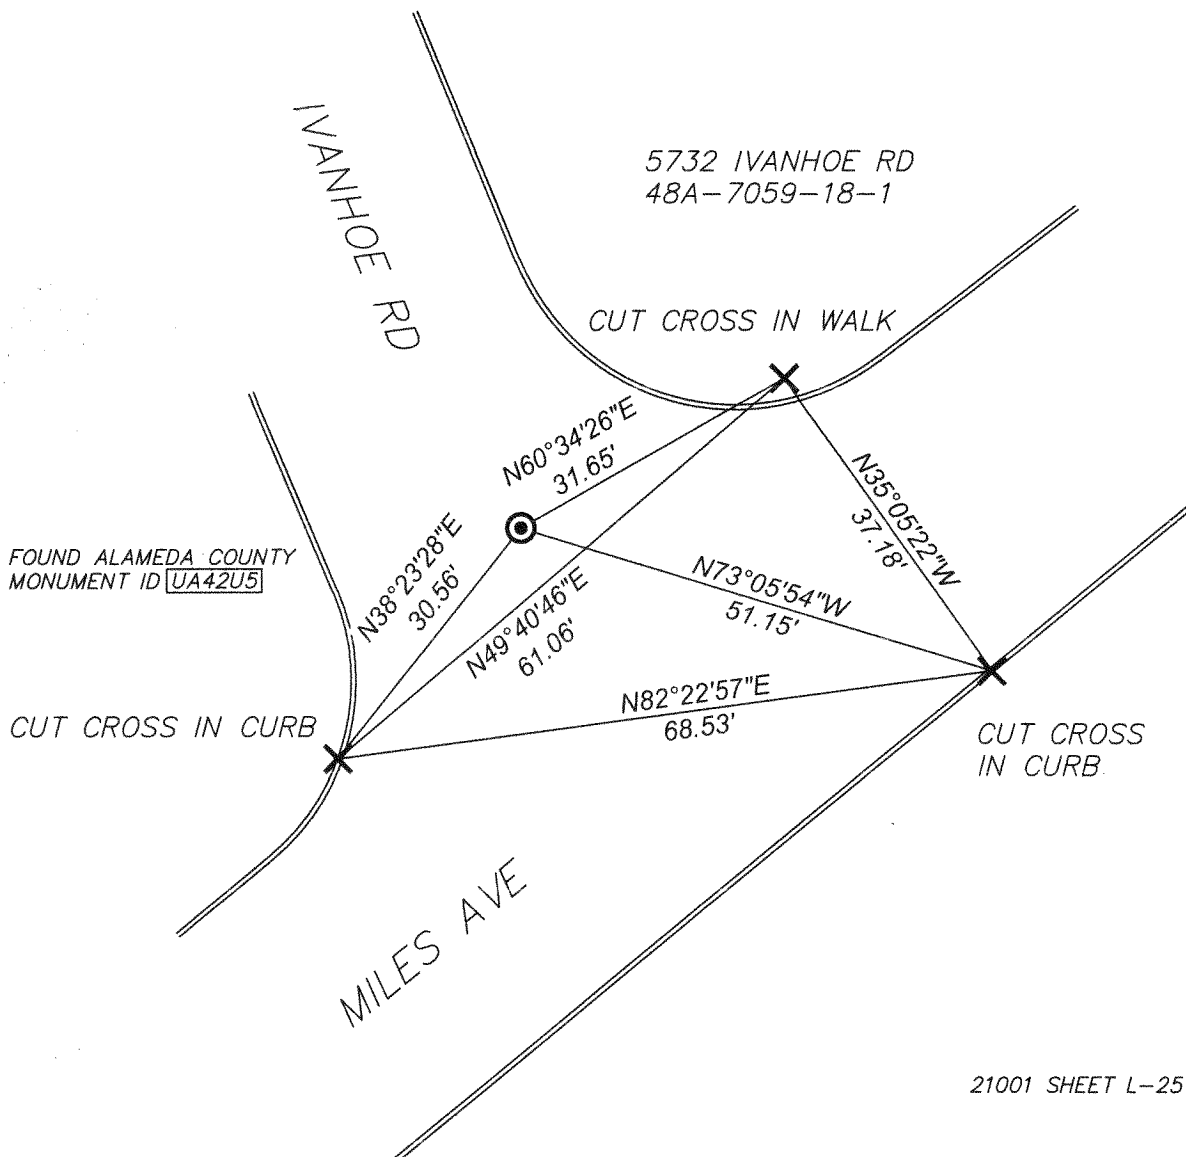 IVANHOE RD
5732 IVANHOE RD
48A-7059-18-1
CUT CROSS IN WALK
N60°34'26"E
31.65'
N35°05'22"W
37.18'
FOUND ALAMEDA COUNTY
MONUMENT ID UA42U5
N38°23'28"E
30.56'
N49°40'46"E
61.06'
N73°05'54"W
51.15'
N82°22'57"E
68.53'
CUT CROSS IN CURB
CUT CROSS
IN CURB
MILES AVE
21001 SHEET L-25